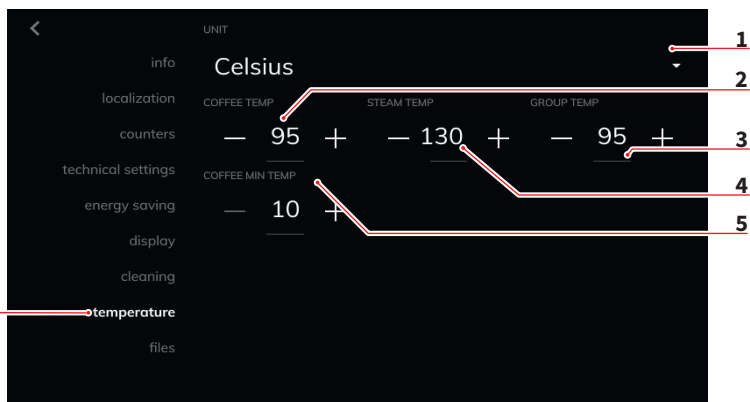 UNIT
Celsius
info
localization
counters
technical settings
energy saving
display
cleaning
temperature
files
COFFEE TEMP STEAM TEMP GROUP TEMP
— 95 + — 130 + — 95 +
COFFEE MIN TEMP
— 10 +
1
2
3
4
5